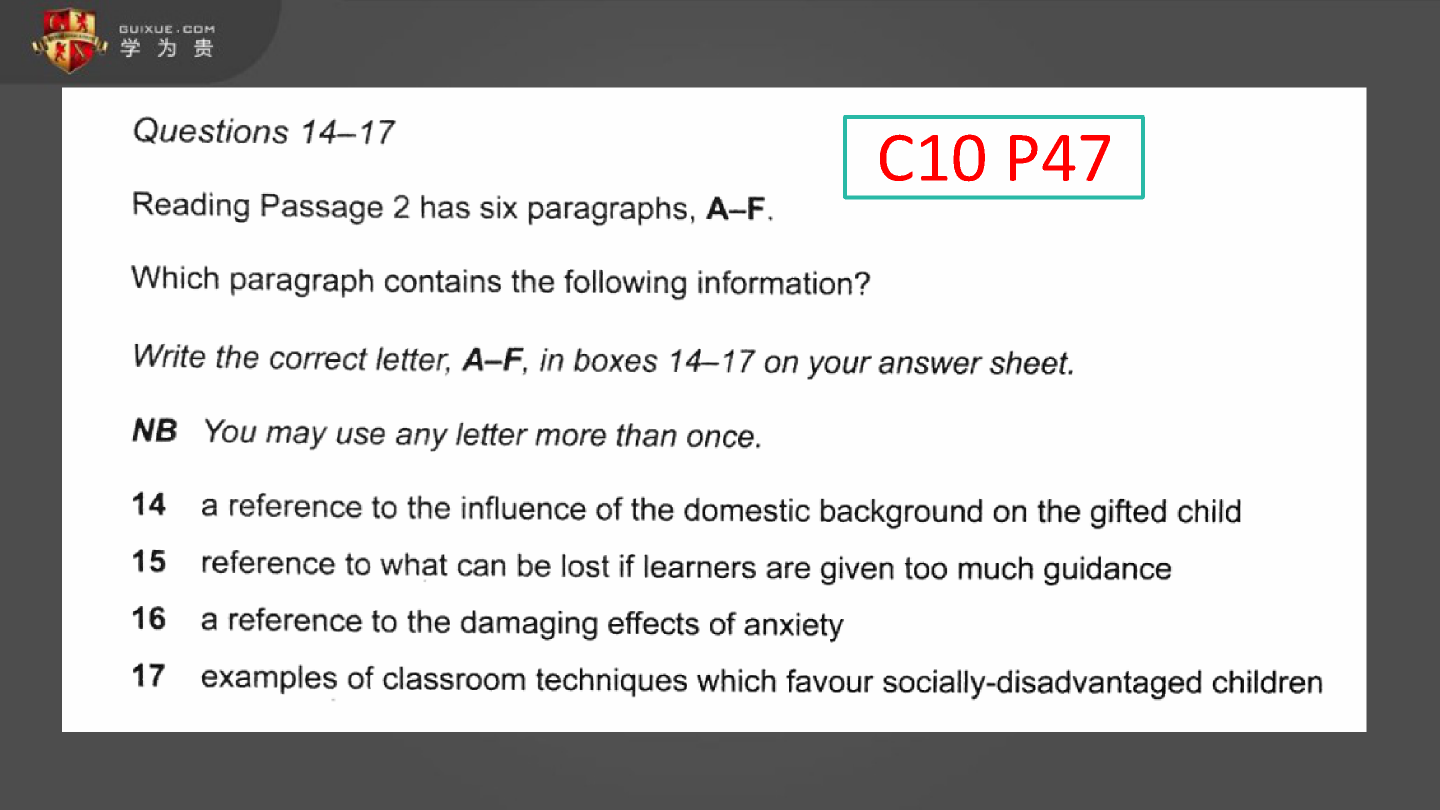 GUIXUE.COM
学为贵
Questions 14–17
C10 P47
Reading Passage 2 has six paragraphs, A–F.
Which paragraph contains the following information?
Write the correct letter, A–F, in boxes 14–17 on your answer sheet.
NB You may use any letter more than once.
14 a reference to the influence of the domestic background on the gifted child
15 reference to what can be lost if learners are given too much guidance
16 a reference to the damaging effects of anxiety
17 examples of classroom techniques which favour socially-disadvantaged children